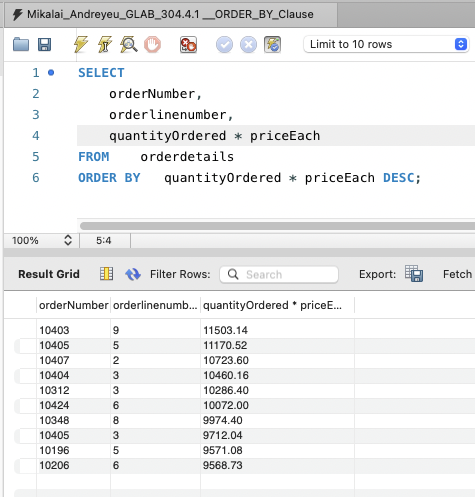 Mikalai_Andreyeu_GLAB_304.4.1 __ORDER_BY_Clause
Limit to 10 rows
1 SELECT
2 orderNumber,
3 orderlinenumber,
4 quantityOrdered * priceEach
5 FROM orderdetails
6 ORDER BY quantityOrdered * priceEach DESC;
100% 5:4
Result Grid Filter Rows: Search Export: Fetch
orderNumber orderlinenumb... quantityOrdered * priceE...
10403 9 11503.14
10405 5 11170.52
10407 2 10723.60
10404 3 10460.16
10312 3 10286.40
10424 6 10072.00
10348 8 9974.40
10405 3 9712.04
10196 5 9571.08
10206 6 9568.73